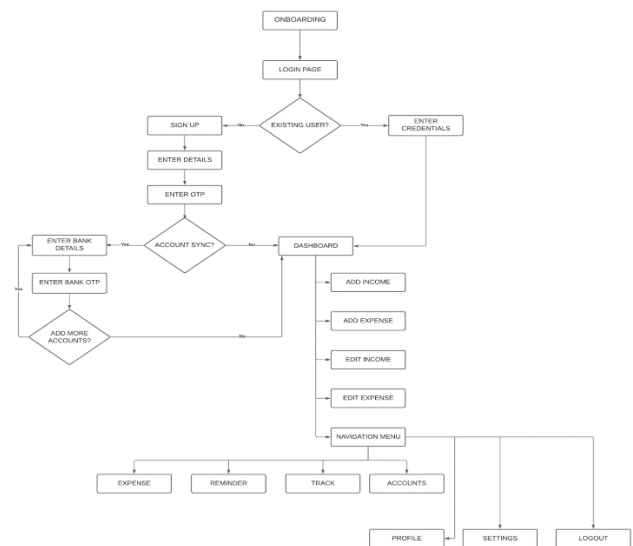 ONBOARDING
LOGIN PAGE
EXISTING USER?
No
Yes
SIGN UP
ENTER
CREDENTIALS
ENTER DETAILS
ENTER OTP
ACCOUNT SYNC?
Yes
No
ENTER BANK
DETAILS
DASHBOARD
ENTER BANK OTP
Yes
ADD MORE
ACCOUNTS?
No
ADD INCOME
ADD EXPENSE
EDIT INCOME
EDIT EXPENSE
NAVIGATION MENU
EXPENSE
REMINDER
TRACK
ACCOUNTS
PROFILE
SETTINGS
LOGOUT